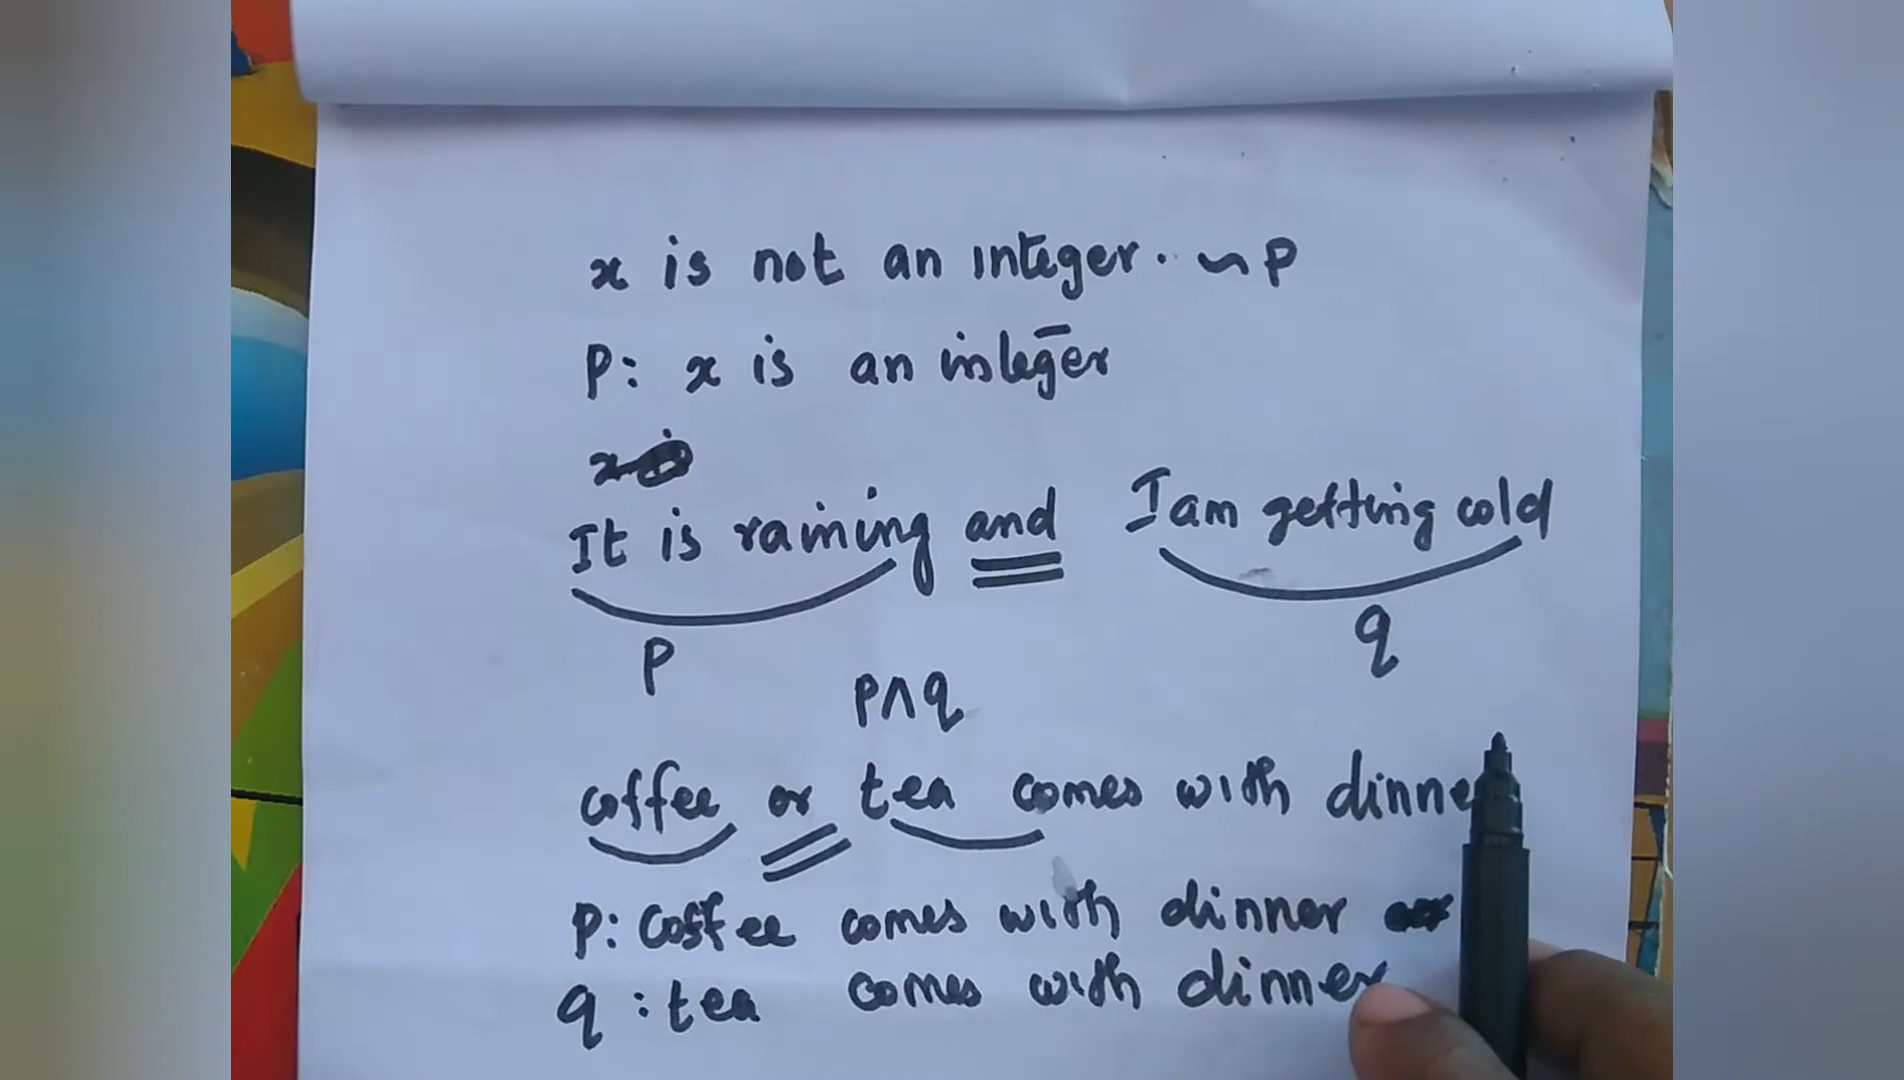 x is not an integer. ~p
P: x is an integer
It is raining and I am getting cold
p q
p∧q
coffee or tea comes with dinne
P: Coffee comes with dinner
q : tea comes with dinner